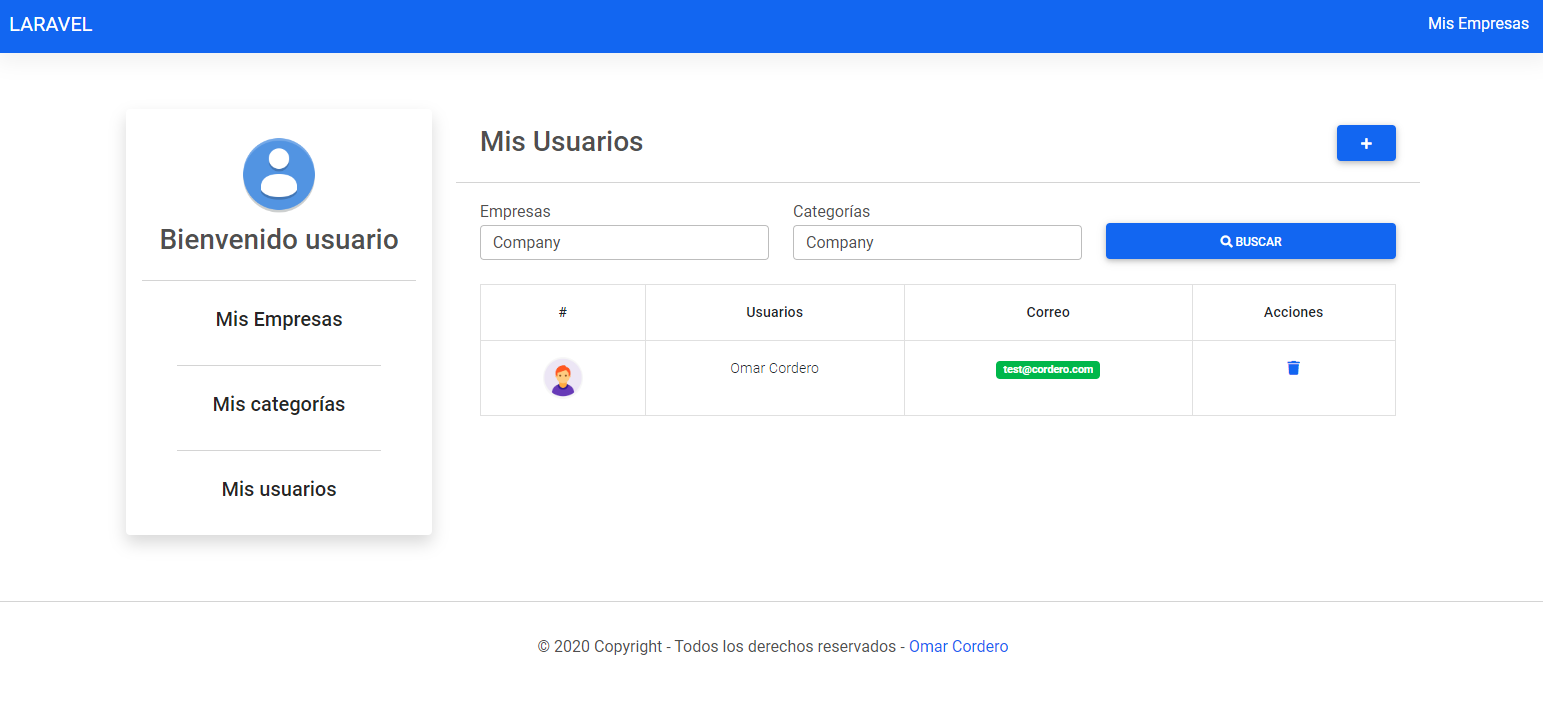 LARAVEL
Mis Empresas
Bienvenido usuario
Mis Empresas
Mis categorías
Mis usuarios
Mis Usuarios
+
Empresas
Categorías
Company
Company
BUSCAR
# Usuarios Correo Acciones
Omar Cordero test@cordero.com
© 2020 Copyright - Todos los derechos reservados - Omar Cordero